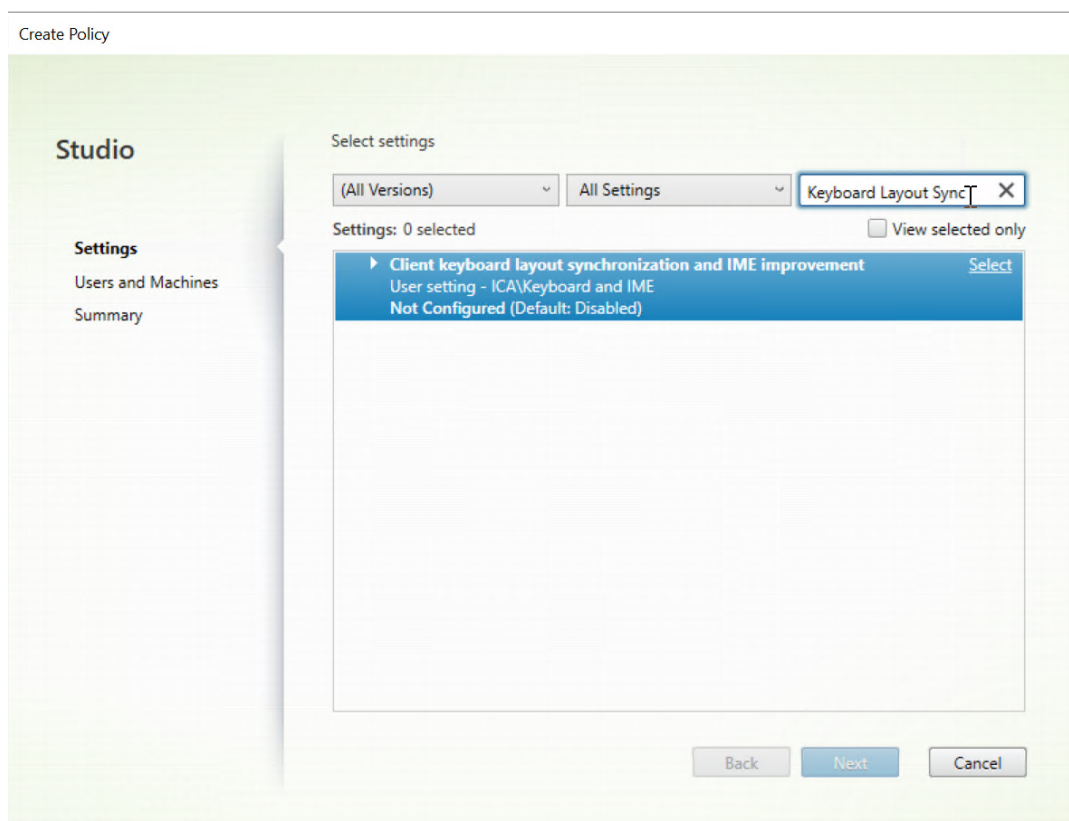 Create Policy
Studio
Settings
Users and Machines
Summary
Select settings
(All Versions)
All Settings
Keyboard Layout Sync
Settings: 0 selected
View selected only
Client keyboard layout synchronization and IME improvement
Select
User setting - ICA\Keyboard and IME
Not Configured (Default: Disabled)
Back
Next
Cancel